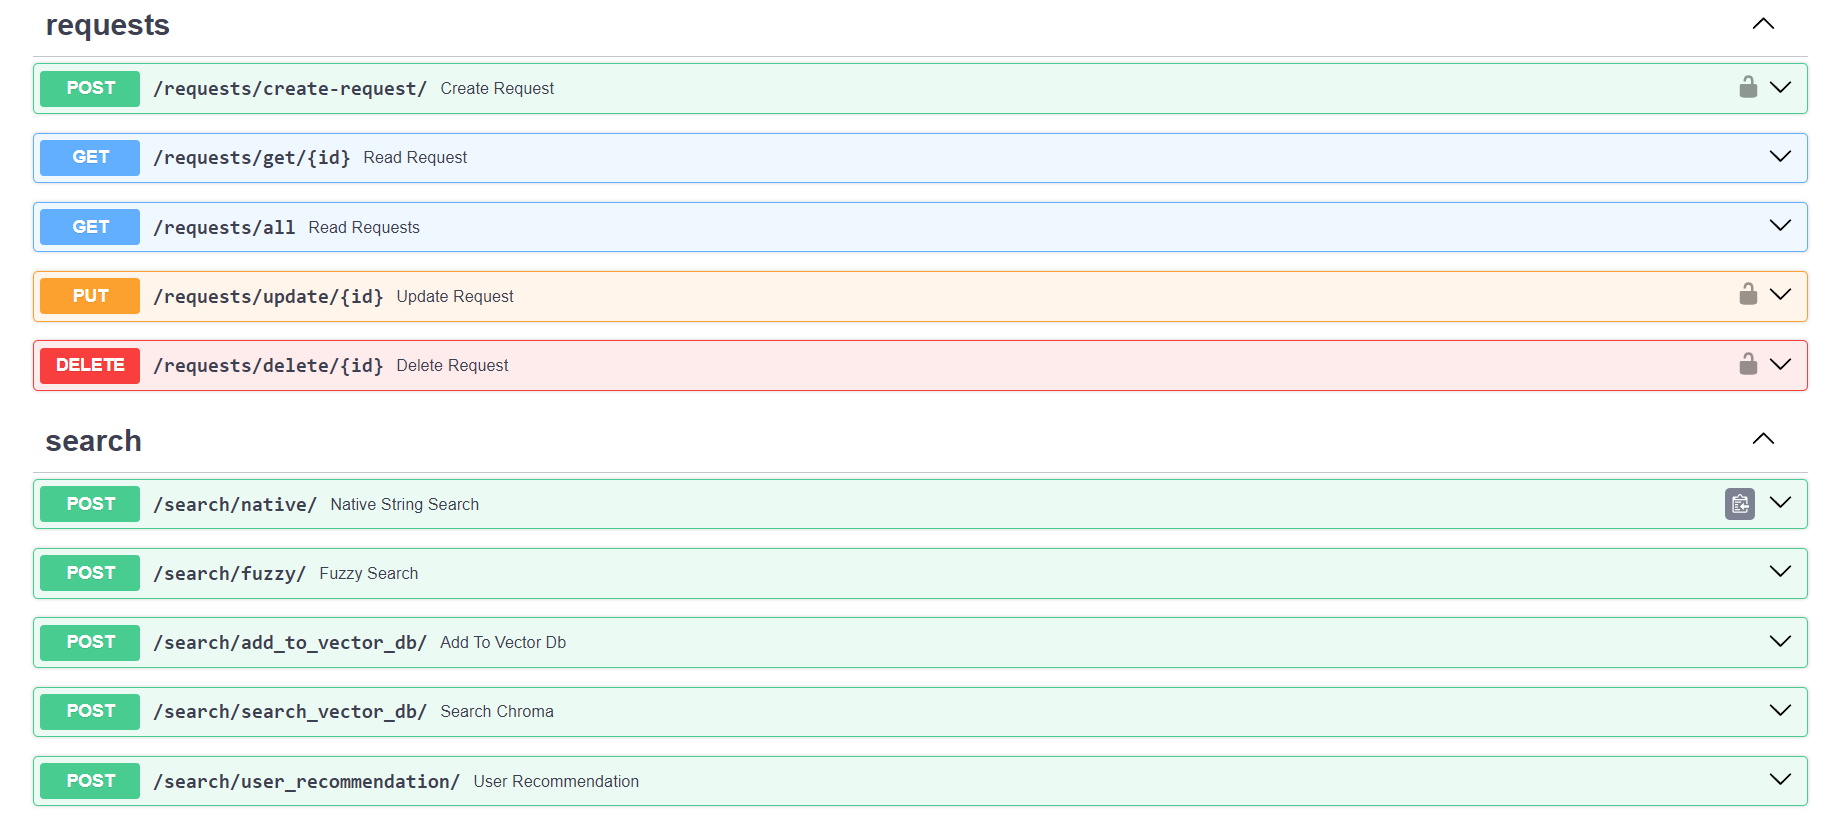 requests
POST /requests/create-request/ Create Request
GET /requests/get/{id} Read Request
GET /requests/all Read Requests
PUT /requests/update/{id} Update Request
DELETE /requests/delete/{id} Delete Request
search
POST /search/native/ Native String Search
POST /search/fuzzy/ Fuzzy Search
POST /search/add_to_vector_db/ Add To Vector Db
POST /search/search_vector_db/ Search Chroma
POST /search/user_recommendation/ User Recommendation